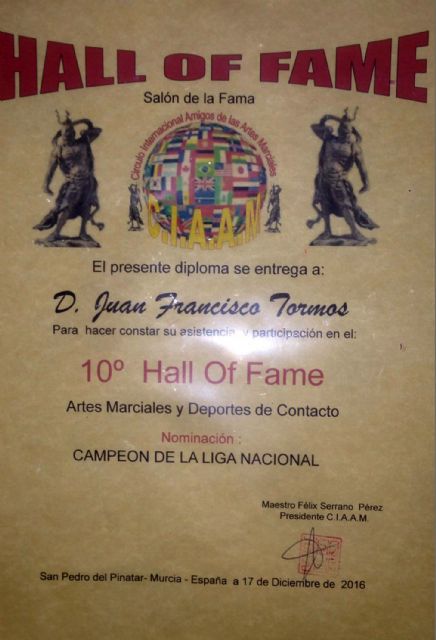 HALL OF FAME
Salón de la Fama
Círculo Internacional Amigos de las Artes Marciales
C.I.A.A.M
El presente diploma se entrega a:
D. Juan Francisco Tormos
Para hacer constar su asistencia y participación en el:
10º Hall Of Fame
Artes Marciales y Deportes de Contacto
Nominación :
CAMPEON DE LA LIGA NACIONAL
Maestro Félix Serrano Pérez
Presidente C.I.A.A.M.
San Pedro del Pinatar- Murcia - España a 17 de Diciembre de 2016